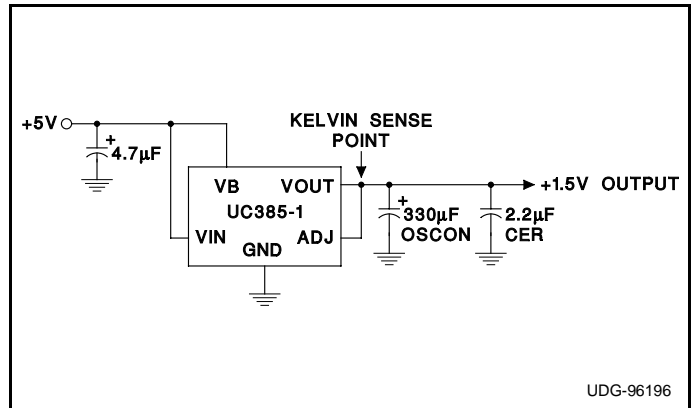 KELVIN SENSE
POINT
+5V
+
4.7µF
VB VOUT
UC385-1
VIN ADJ
GND
+1.5V OUTPUT
+
330µF
OSCON
2.2µF
CER
UDG-96196